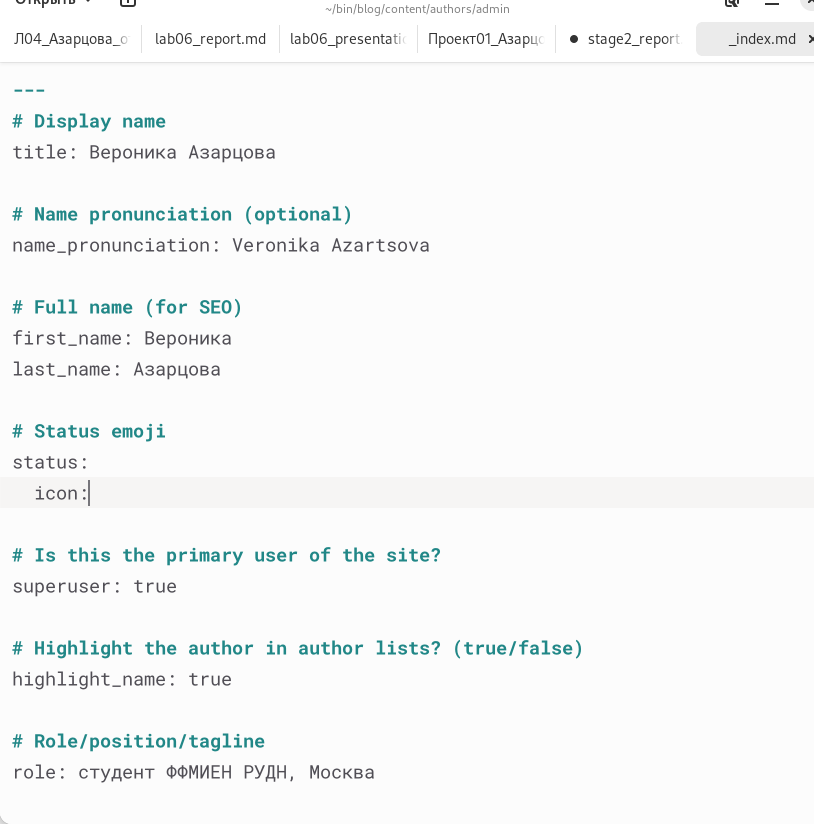 Открыть
~/bin/blog/content/authors/admin
Л04_Азарцова_о
lab06_report.md
lab06_presentati
Проект01_Азарц
stage2_report
_index.md
---
# Display name
title: Вероника Азарцова
# Name pronunciation (optional)
name_pronunciation: Veronika Azartsova
# Full name (for SEO)
first_name: Вероника
last_name: Азарцова
# Status emoji
status:
icon:
# Is this the primary user of the site?
superuser: true
# Highlight the author in author lists? (true/false)
highlight_name: true
# Role/position/tagline
role: студент ФФМИЕН РУДН, Москва